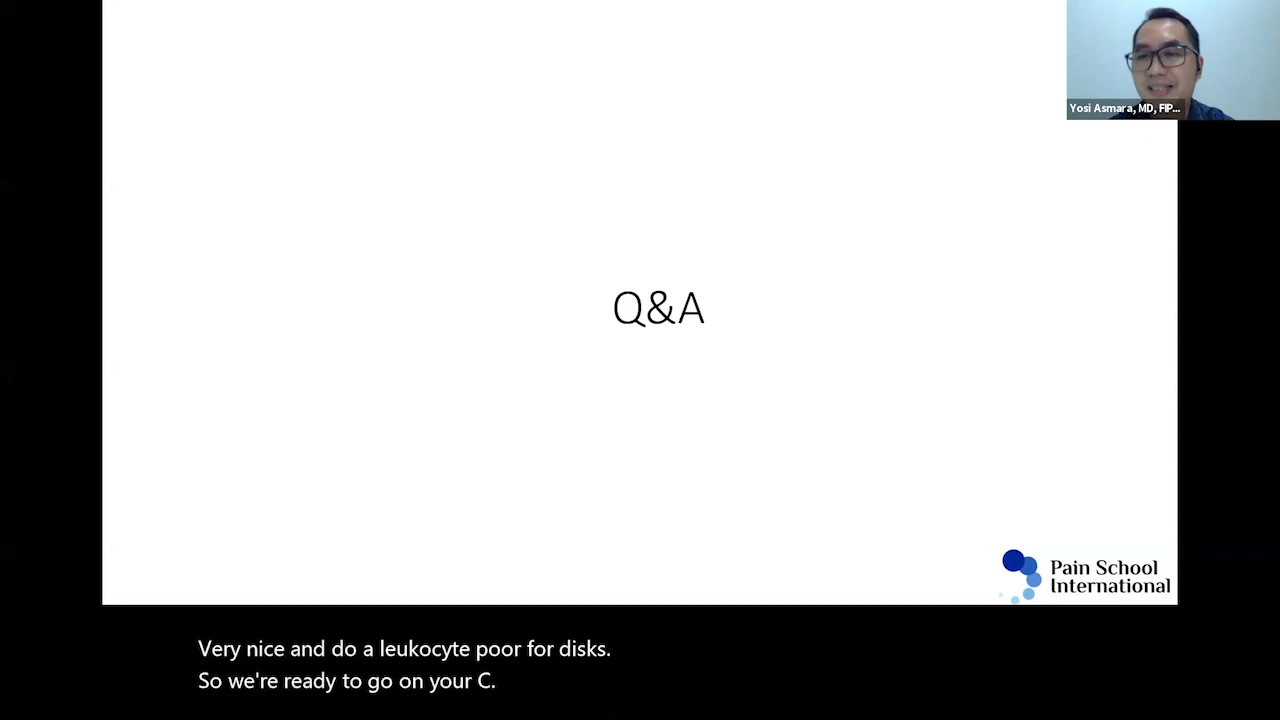 Yosi Asmara, MD, FIP...
Q&A
Pain School
International
Very nice and do a leukocyte poor for disks.
So we're ready to go on your C.